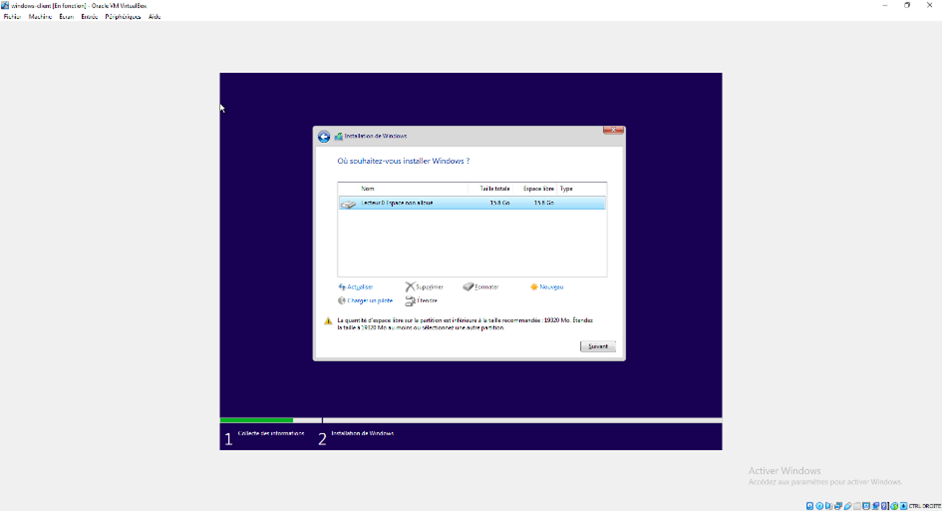 windows-client [En fonction] - Oracle VM VirtualBox
Fichier Machine Écran Entrée Périphériques Aide
Installation de Windows
Où souhaitez-vous installer Windows ?
Nom Taille totale Espace libre Type
Lecteur 0 Espace non alloué 15.8 Go 15.8 Go
Actualiser Supprimer Formater Nouveau
Charger un pilote Étendre
La quantité d'espace libre sur la partition est inférieure à la taille recommandée : 19320 Mo. Étendez
la taille à 19320 Mo au moins ou sélectionnez une autre partition.
Suivant
1 Collecte des informations 2 Installation de Windows
Activer Windows
Accédez aux paramètres pour activer Windows.
CTRL DROITE